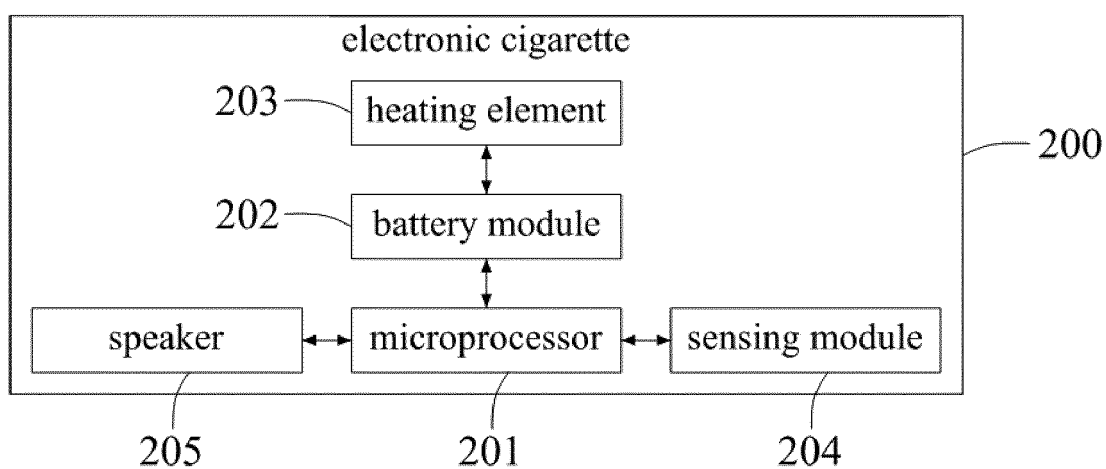 electronic cigarette
203
heating element
200
202
battery module
speaker
microprocessor
sensing module
205
201
204